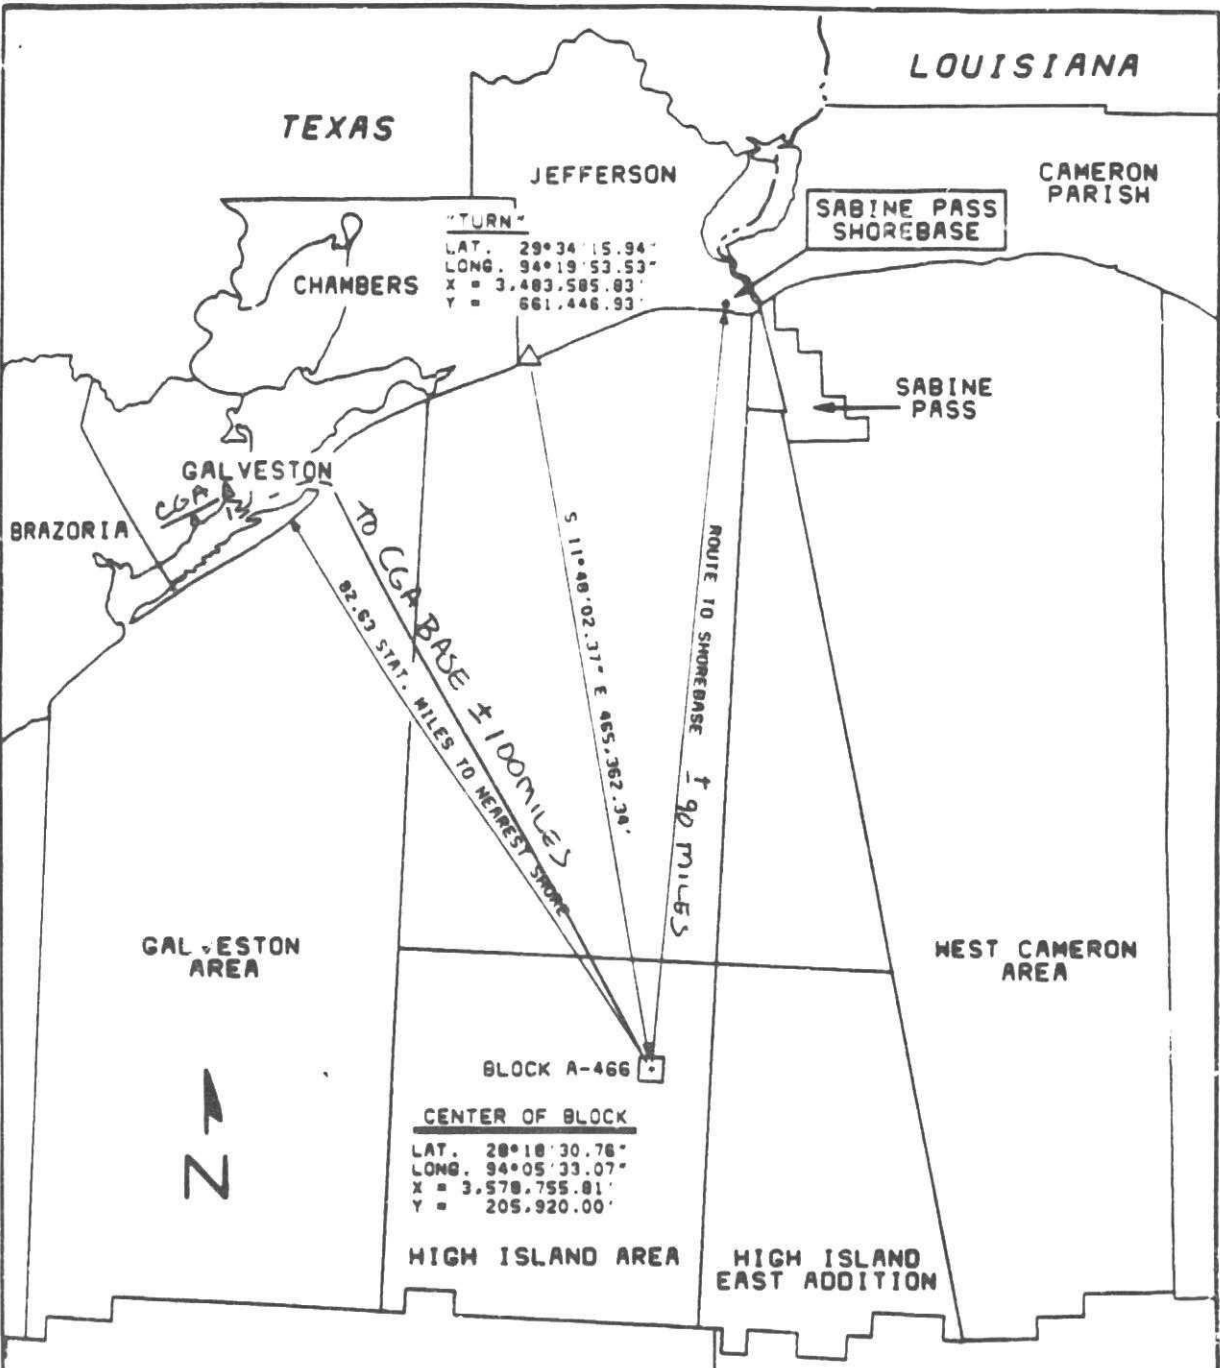 LOUISIANA
TEXAS
JEFFERSON
CAMERON
PARISH
SABINE PASS
SHOREBASE
"TURN"
LAT. 29°34'15.94"
LONG. 94°19'53.53"
X = 3,483,585.83'
Y = 661,446.93'
CHAMBERS
SABINE
PASS
GALVESTON
CGA
BRAZORIA
TO CGA BASE ± 100 MILES
82.63 STAT. MILES TO NEAREST SHORE
S 11°48'02.37" E 465,362.34'
ROUTE TO SHOREBASE ± 90 MILES
GALVESTON
AREA
WEST CAMERON
AREA
BLOCK A-466
CENTER OF BLOCK
LAT. 28°18'30.76"
LONG. 94°05'33.07"
X = 3,578,755.81'
Y = 205,920.00'
N
HIGH ISLAND AREA
HIGH ISLAND
EAST ADDITION